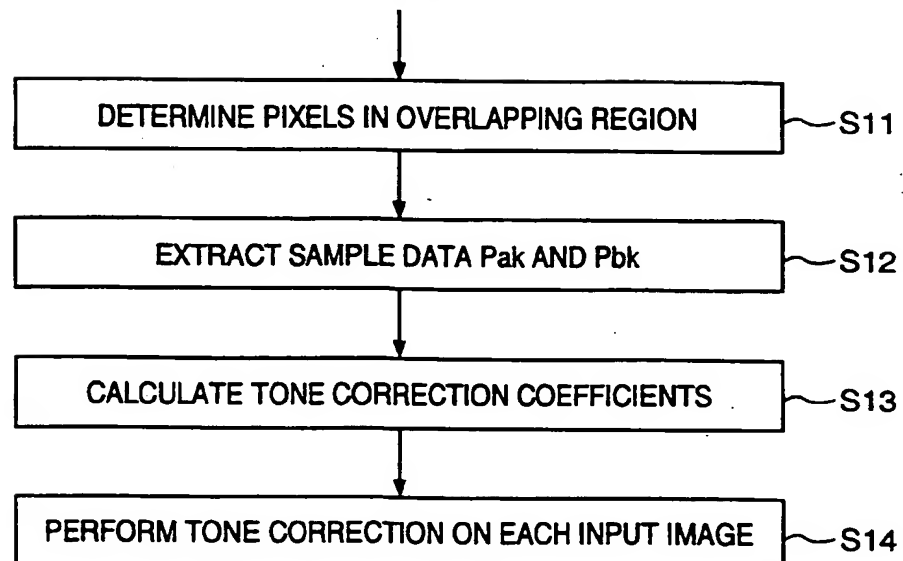 DETERMINE PIXELS IN OVERLAPPING REGION
S11
EXTRACT SAMPLE DATA Pak AND Pbk
S12
CALCULATE TONE CORRECTION COEFFICIENTS
S13
PERFORM TONE CORRECTION ON EACH INPUT IMAGE
S14